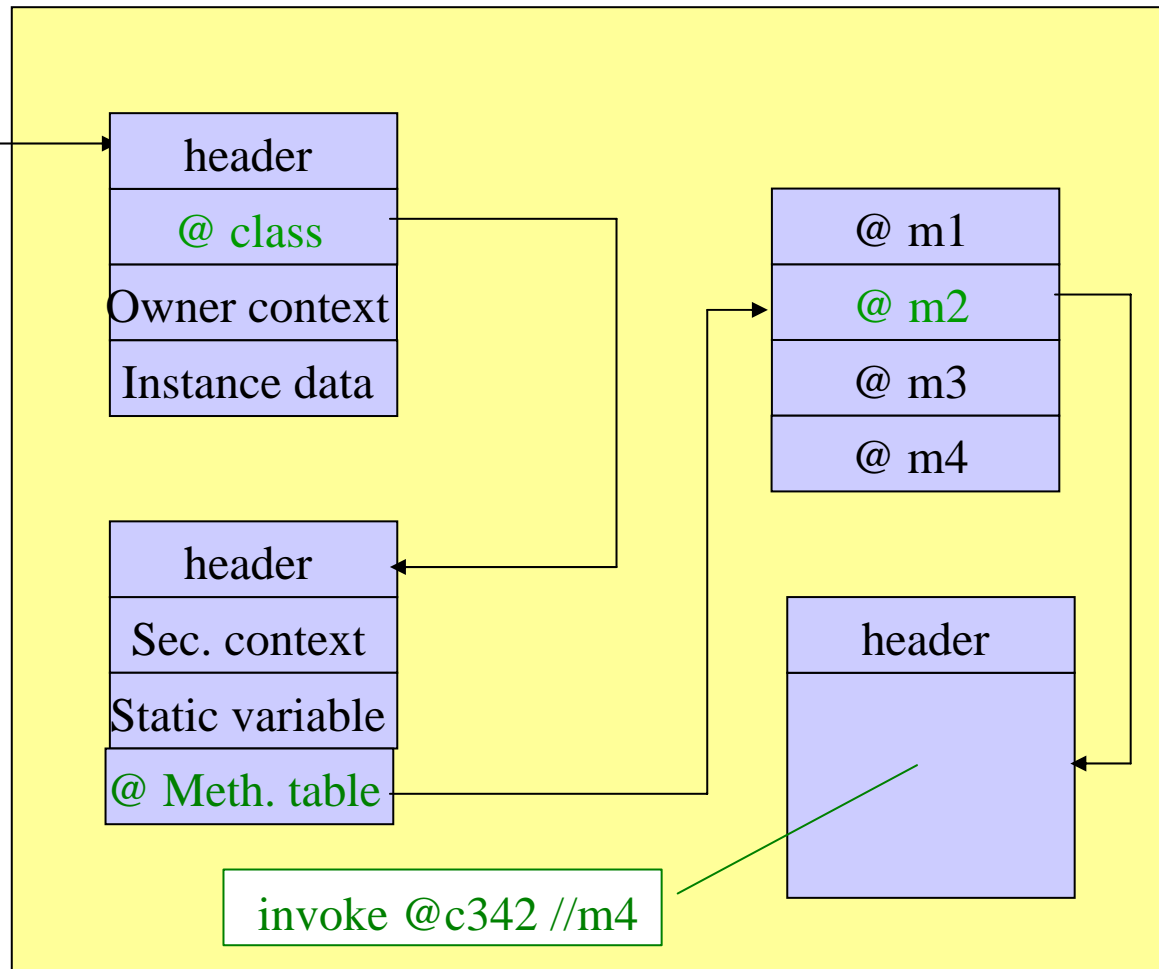 header
@ class
Owner context
Instance data
header
Sec. context
Static variable
@ Meth. table
@ m1
@ m2
@ m3
@ m4
header
invoke @c342 //m4